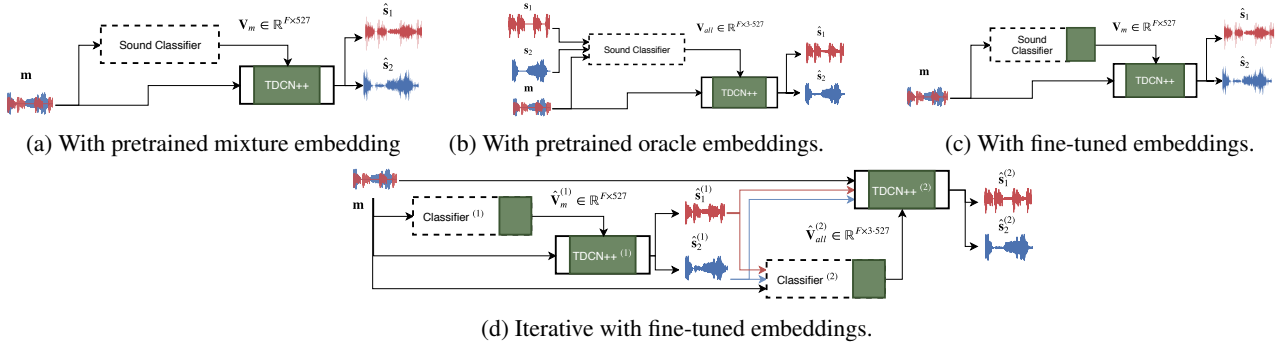 m
Sound Classifier
V_m ∈ ℝ^{F×527}
TDCN++
ŝ_1
ŝ_2
(a) With pretrained mixture embedding
s_1
s_2
m
Sound Classifier
V_all ∈ ℝ^{F×3·527}
TDCN++
ŝ_1
ŝ_2
(b) With pretrained oracle embeddings.
m
Sound
Classifier
V_m ∈ ℝ^{F×527}
TDCN++
ŝ_1
ŝ_2
(c) With fine-tuned embeddings.
m
Classifier (1)
V̂_m^{(1)} ∈ ℝ^{F×527}
TDCN++ (1)
ŝ_1^{(1)}
ŝ_2^{(1)}
Classifier (2)
V̂_all^{(2)} ∈ ℝ^{F×3·527}
TDCN++ (2)
ŝ_1^{(2)}
ŝ_2^{(2)}
(d) Iterative with fine-tuned embeddings.